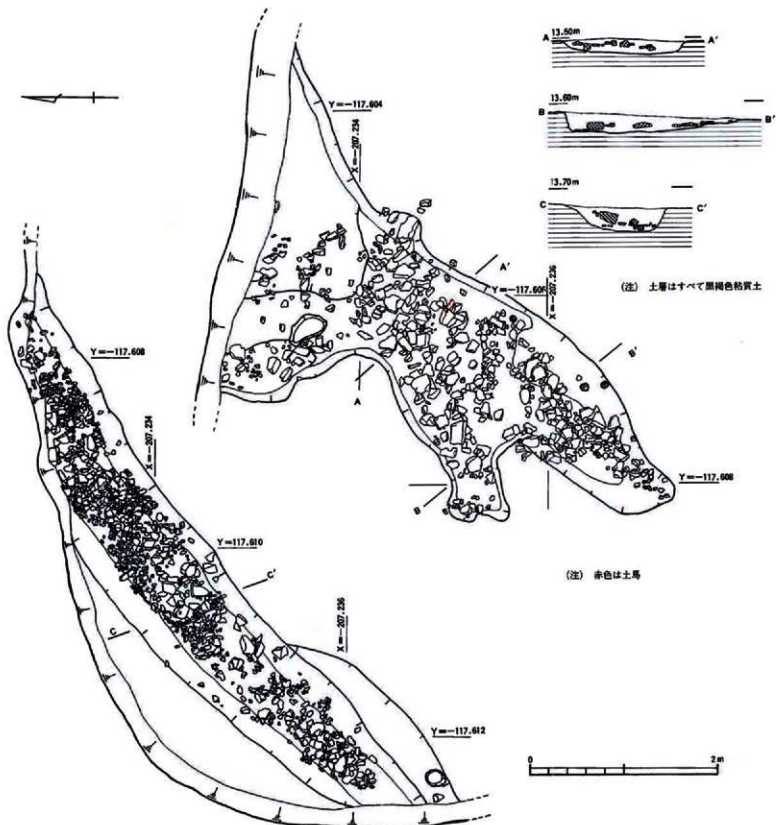 A 13.50m A'
B 13.60m B'
C 13.70m C'
(注) 土層はすべて黒褐色粘質土
Y=-117.604
X=-207.234
A'
Y=-117.606
X=-207.236
B'
A
B
Y=-117.608
Y=-117.608
X=-207.234
Y=-117.610
C'
C
X=-207.236
Y=-117.612
(注) 赤色は土馬
0 2m